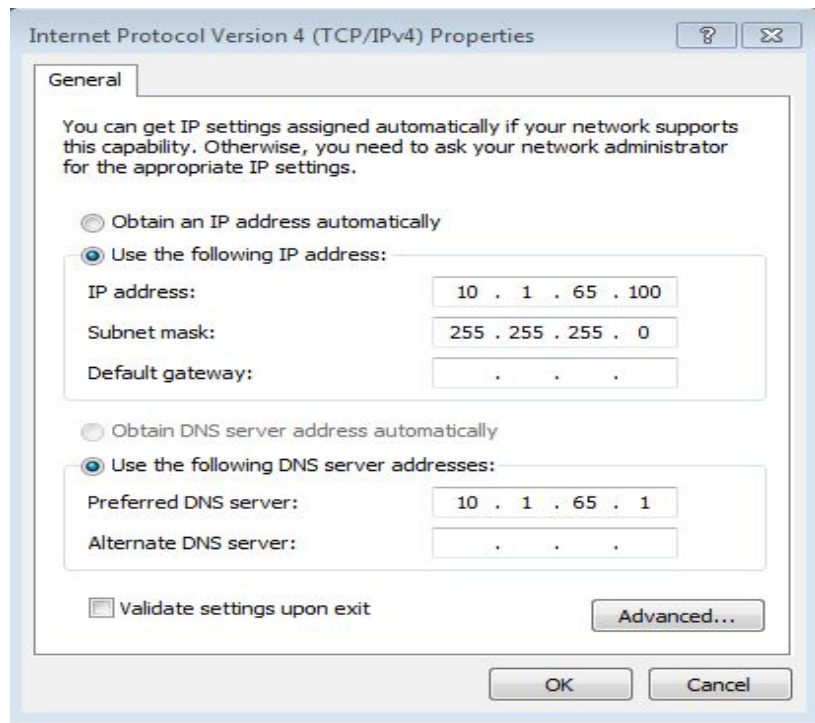 Internet Protocol Version 4 (TCP/IPv4) Properties
General
You can get IP settings assigned automatically if your network supports
this capability. Otherwise, you need to ask your network administrator
for the appropriate IP settings.
Obtain an IP address automatically
Use the following IP address:
IP address: 10 . 1 . 65 . 100
Subnet mask: 255 . 255 . 255 . 0
Default gateway: . . .
Obtain DNS server address automatically
Use the following DNS server addresses:
Preferred DNS server: 10 . 1 . 65 . 1
Alternate DNS server: . . .
Validate settings upon exit
Advanced...
OK Cancel